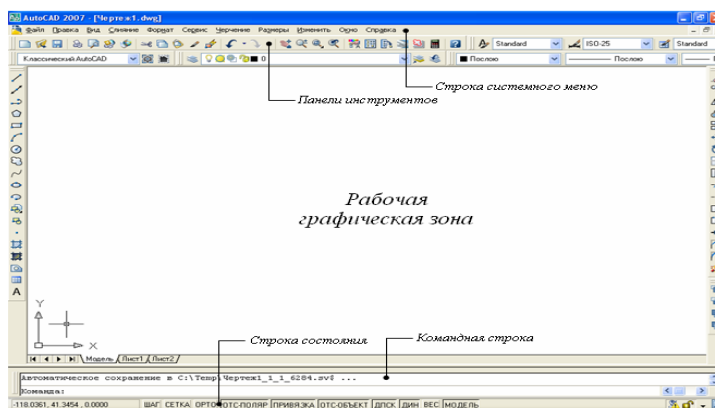 AutoCAD 2007 - [Чертеж1.dwg]
Файл Правка Вид Слияние Формат Сервис Черчение Размеры Изменить Окно Справка
Standard ISO-25 Standard
Классический AutoCAD 0 Послою Послою
Строка системного меню
Панели инструментов
Рабочая
графическая зона
A
Y
X
Строка состояния
Командная строка
Модель Лист1 Лист2
Автоматическое сохранение в C:\Temp\Чертеж1_1_1_6284.sv$ ...
Команда:
-118.0361, 41.3454, 0.0000 ШАГ СЕТКА ОРТО ОТС-ПОЛЯР ПРИВЯЗКА ОТС-ОБЪЕКТ ДПСК ДИН ВЕС МОДЕЛЬ